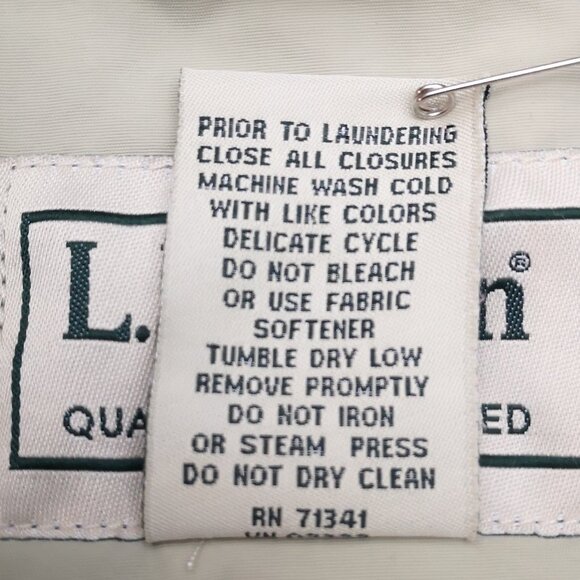 PRIOR TO LAUNDERING
CLOSE ALL CLOSURES
MACHINE WASH COLD
WITH LIKE COLORS
DELICATE CYCLE
DO NOT BLEACH
OR USE FABRIC
SOFTENER
TUMBLE DRY LOW
REMOVE PROMPTLY
DO NOT IRON
OR STEAM PRESS
DO NOT DRY CLEAN
RN 71341
L.
®